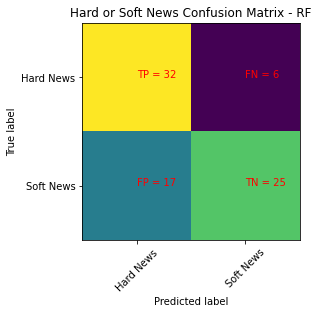 Hard or Soft News Confusion Matrix - RF
Hard News
TP = 32
FN = 6
True label
Soft News
FP = 17
TN = 25
Hard News
Soft News
Predicted label